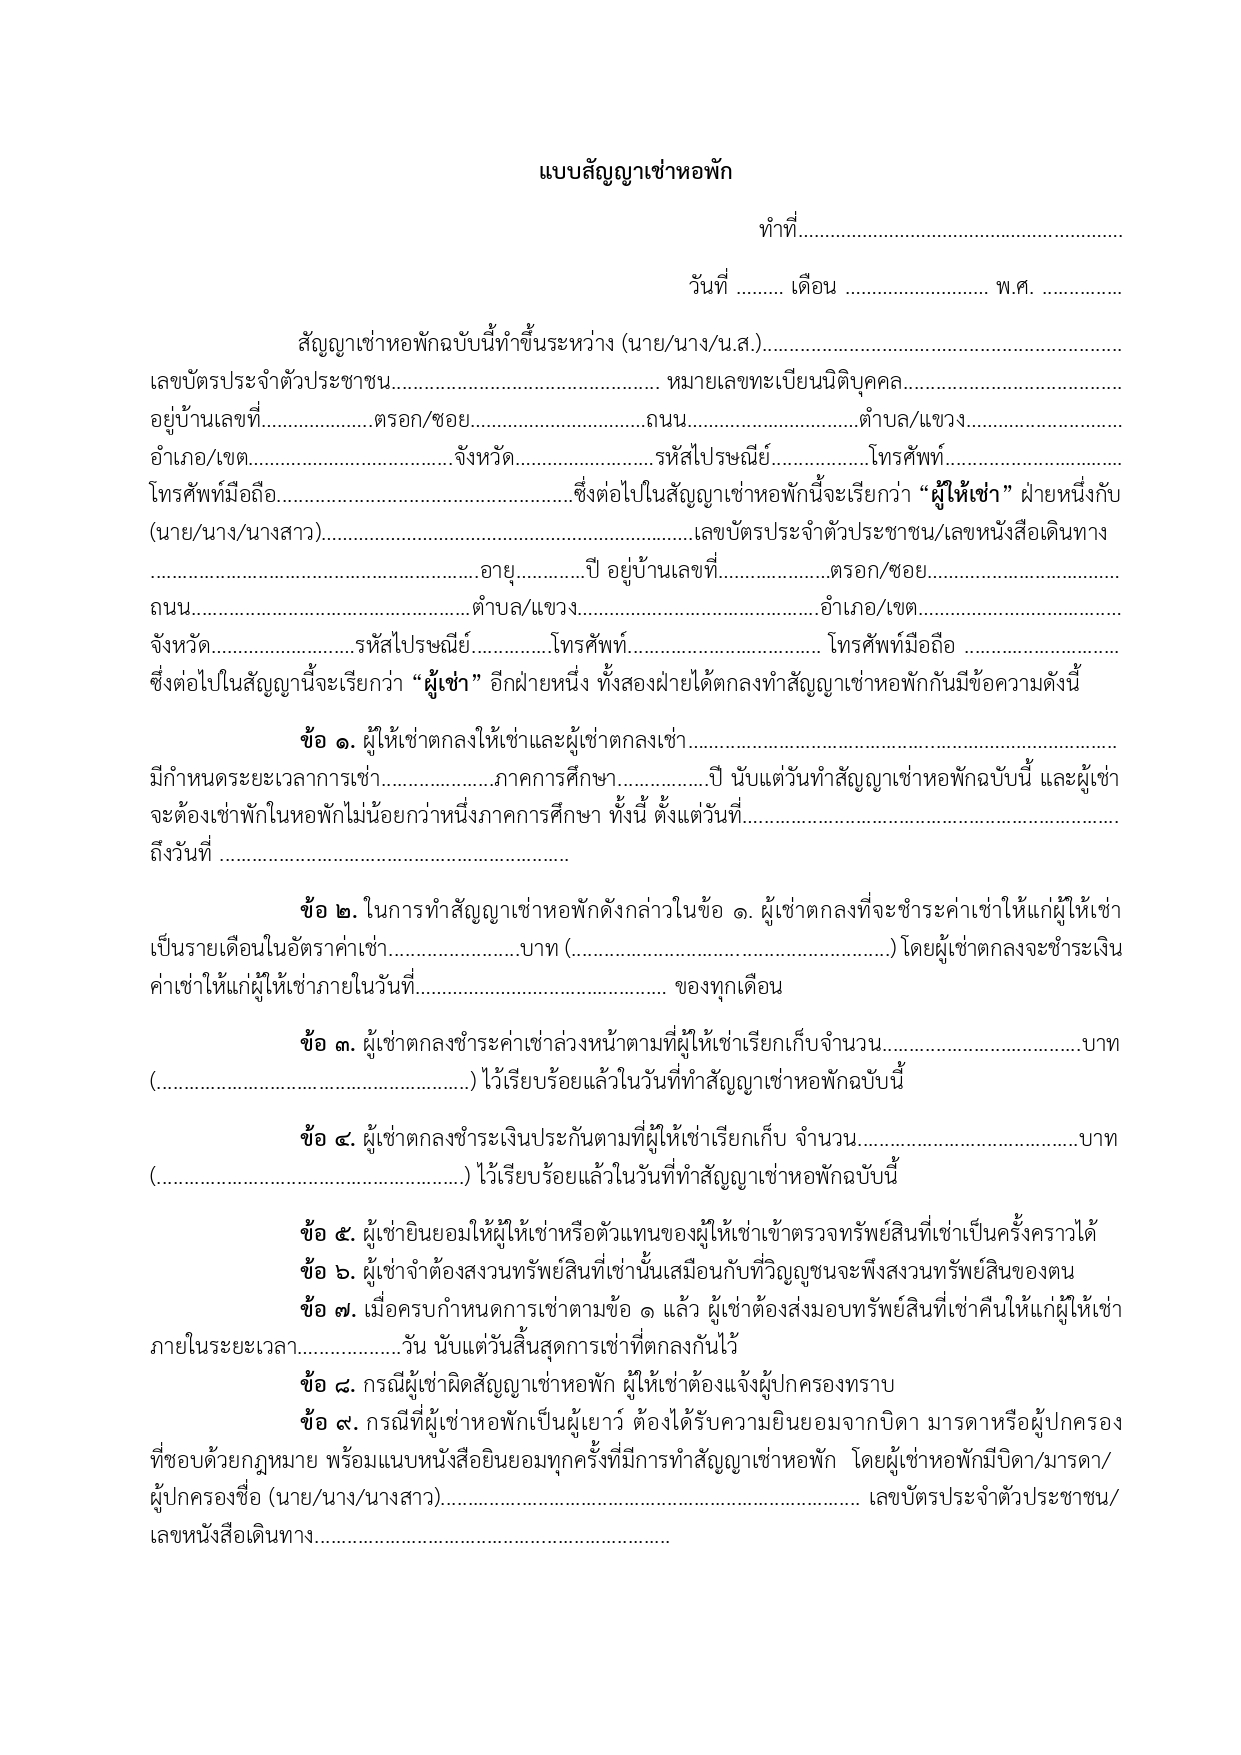 แบบสัญญาเช่าหอพัก
ทำที่.............................................................
วันที่ ......... เดือน ........................... พ.ศ. ...............
สัญญาเช่าหอพักฉบับนี้ทำขึ้นระหว่าง (นาย/นาง/น.ส.)...................................................................
เลขบัตรประจำตัวประชาชน................................................. หมายเลขทะเบียนนิติบุคคล........................................
อยู่บ้านเลขที่.....................ตรอก/ซอย................................ถนน................................ตำบล/แขวง.............................
อำเภอ/เขต......................................จังหวัด..........................รหัสไปรษณีย์..................โทรศัพท์.................................
โทรศัพท์มือถือ......................................................ซึ่งต่อไปในสัญญาเช่าหอพักนี้จะเรียกว่า “ผู้ให้เช่า” ฝ่ายหนึ่งกับ
(นาย/นาง/นางสาว)......................................................................เลขบัตรประจำตัวประชาชน/เลขหนังสือเดินทาง
.............................................................อายุ.............ปี อยู่บ้านเลขที่.....................ตรอก/ซอย....................................
ถนน....................................................ตำบล/แขวง.............................................อำเภอ/เขต......................................
จังหวัด...........................รหัสไปรษณีย์...............โทรศัพท์.................................... โทรศัพท์มือถือ .............................
ซึ่งต่อไปในสัญญานี้จะเรียกว่า “ผู้เช่า” อีกฝ่ายหนึ่ง ทั้งสองฝ่ายได้ตกลงทำสัญญาเช่าหอพักกันมีข้อความดังนี้
ข้อ ๑. ผู้ให้เช่าตกลงให้เช่าและผู้เช่าตกลงเช่า................................................................................
มีกำหนดระยะเวลาการเช่า.....................ภาคการศึกษา.................ปี นับแต่วันทำสัญญาเช่าหอพักฉบับนี้ และผู้เช่า
จะต้องเช่าพักในหอพักไม่น้อยกว่าหนึ่งภาคการศึกษา ทั้งนี้ ตั้งแต่วันที่......................................................................
ถึงวันที่ .................................................................
ข้อ ๒. ในการทำสัญญาเช่าหอพักดังกล่าวในข้อ ๑. ผู้เช่าตกลงที่จะชำระค่าเช่าให้แก่ผู้ให้เช่า
เป็นรายเดือนในอัตราค่าเช่า........................บาท (...........................................................) โดยผู้เช่าตกลงจะชำระเงิน
ค่าเช่าให้แก่ผู้ให้เช่าภายในวันที่............................................... ของทุกเดือน
ข้อ ๓. ผู้เช่าตกลงชำระค่าเช่าล่วงหน้าตามที่ผู้ให้เช่าเรียกเก็บจำนวน.....................................บาท
(..........................................................) ไว้เรียบร้อยแล้วในวันที่ทำสัญญาเช่าหอพักฉบับนี้
ข้อ ๔. ผู้เช่าตกลงชำระเงินประกันตามที่ผู้ให้เช่าเรียกเก็บ จำนวน.........................................บาท
(.........................................................) ไว้เรียบร้อยแล้วในวันที่ทำสัญญาเช่าหอพักฉบับนี้
ข้อ ๕. ผู้เช่ายินยอมให้ผู้ให้เช่าหรือตัวแทนของผู้ให้เช่าเข้าตรวจทรัพย์สินที่เช่าเป็นครั้งคราวได้
ข้อ ๖. ผู้เช่าจำต้องสงวนทรัพย์สินที่เช่านั้นเสมือนกับที่วิญญูชนจะพึงสงวนทรัพย์สินของตน
ข้อ ๗. เมื่อครบกำหนดการเช่าตามข้อ ๑ แล้ว ผู้เช่าต้องส่งมอบทรัพย์สินที่เช่าคืนให้แก่ผู้ให้เช่า
ภายในระยะเวลา...................วัน นับแต่วันสิ้นสุดการเช่าที่ตกลงกันไว้
ข้อ ๘. กรณีผู้เช่าผิดสัญญาเช่าหอพัก ผู้ให้เช่าต้องแจ้งผู้ปกครองทราบ
ข้อ ๙. กรณีที่ผู้เช่าหอพักเป็นผู้เยาว์ ต้องได้รับความยินยอมจากบิดา มารดาหรือผู้ปกครอง
ที่ชอบด้วยกฎหมาย พร้อมแนบหนังสือยินยอมทุกครั้งที่มีการทำสัญญาเช่าหอพัก โดยผู้เช่าหอพักมีบิดา/มารดา/
ผู้ปกครองชื่อ (นาย/นาง/นางสาว).............................................................................. เลขบัตรประจำตัวประชาชน/
เลขหนังสือเดินทาง..................................................................